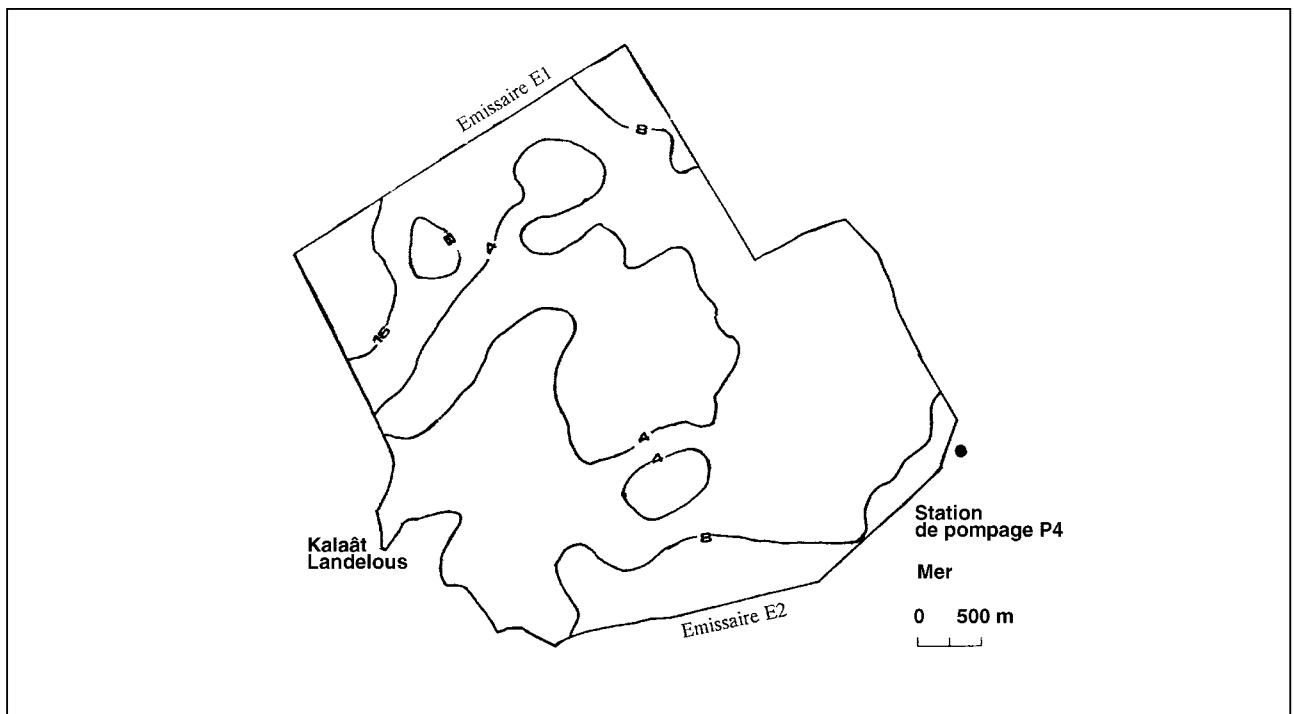 Emissaire E1
8
8
4
16
4
4
8
Kalaât
Landelous
Station
de pompage P4
Mer
0 500 m
Emissaire E2